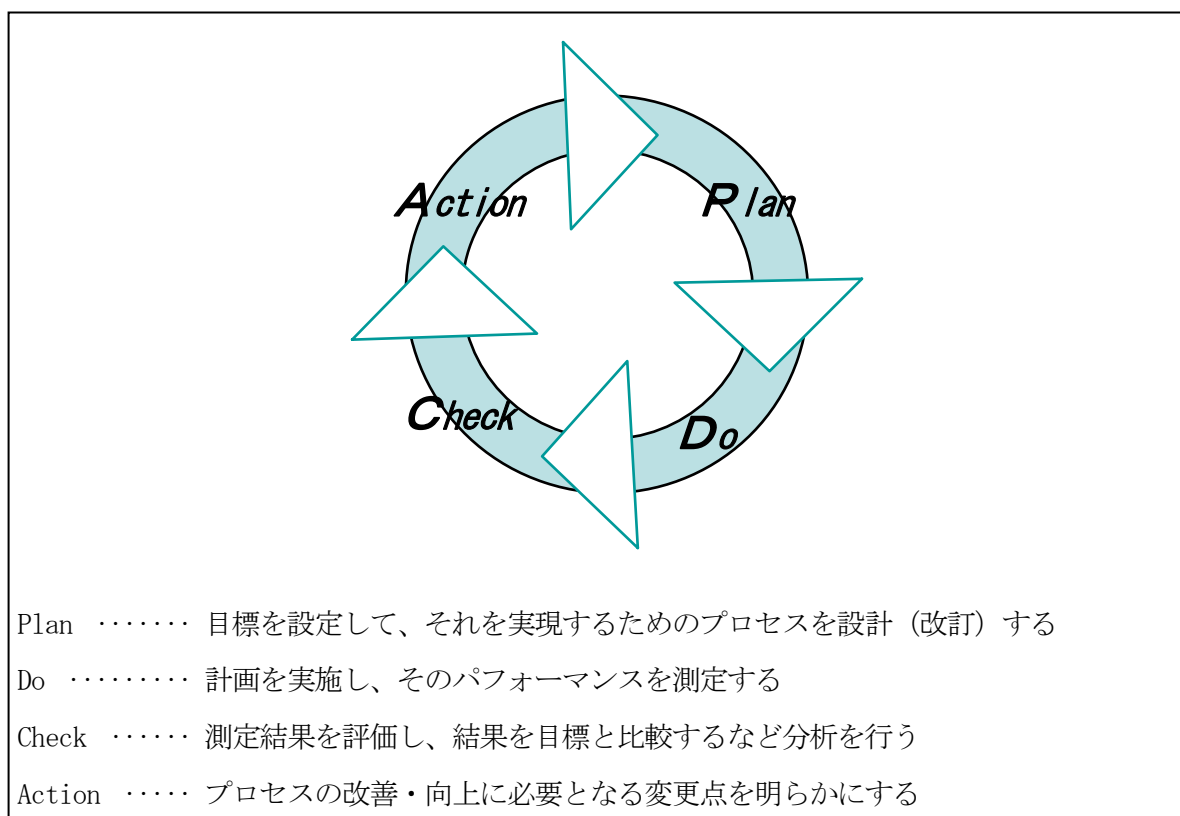 Action
Plan
Check
Do
Plan ······· 目標を設定して、それを実現するためのプロセスを設計(改訂)する
Do ········· 計画を実施し、そのパフォーマンスを測定する
Check ······ 測定結果を評価し、結果を目標と比較するなど分析を行う
Action ····· プロセスの改善・向上に必要となる変更点を明らかにする